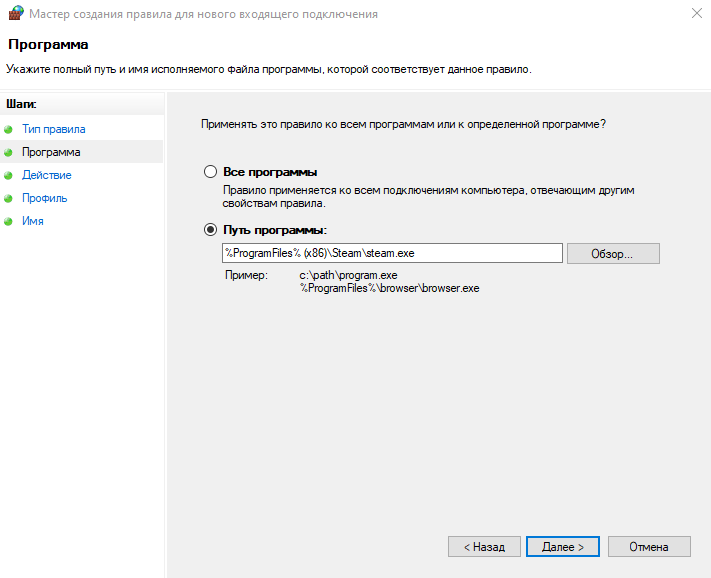 Мастер создания правила для нового входящего подключения
Программа
Укажите полный путь и имя исполняемого файла программы, которой соответствует данное правило.
Шаги:
Тип правила
Программа
Действие
Профиль
Имя
Применять это правило ко всем программам или к определенной программе?
Все программы
Правило применяется ко всем подключениям компьютера, отвечающим другим
свойствам правила.
Путь программы:
%ProgramFiles% (x86)\Steam\steam.exe
Обзор...
Пример: c:\path\program.exe
%ProgramFiles%\browser\browser.exe
< Назад Далее > Отмена